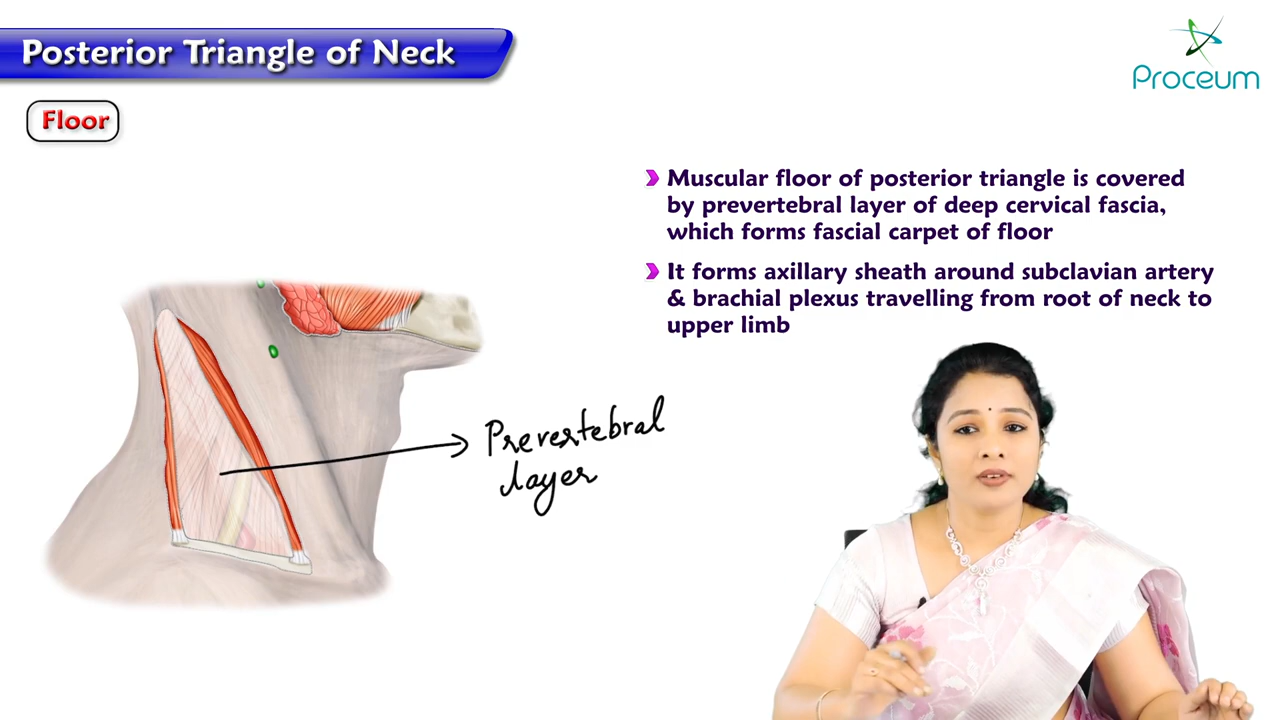 Posterior Triangle of Neck
Proceum
Floor
Muscular floor of posterior triangle is covered
by prevertebral layer of deep cervical fascia,
which forms fascial carpet of floor
It forms axillary sheath around subclavian artery
& brachial plexus travelling from root of neck to
upper limb
Prevertebral
layer